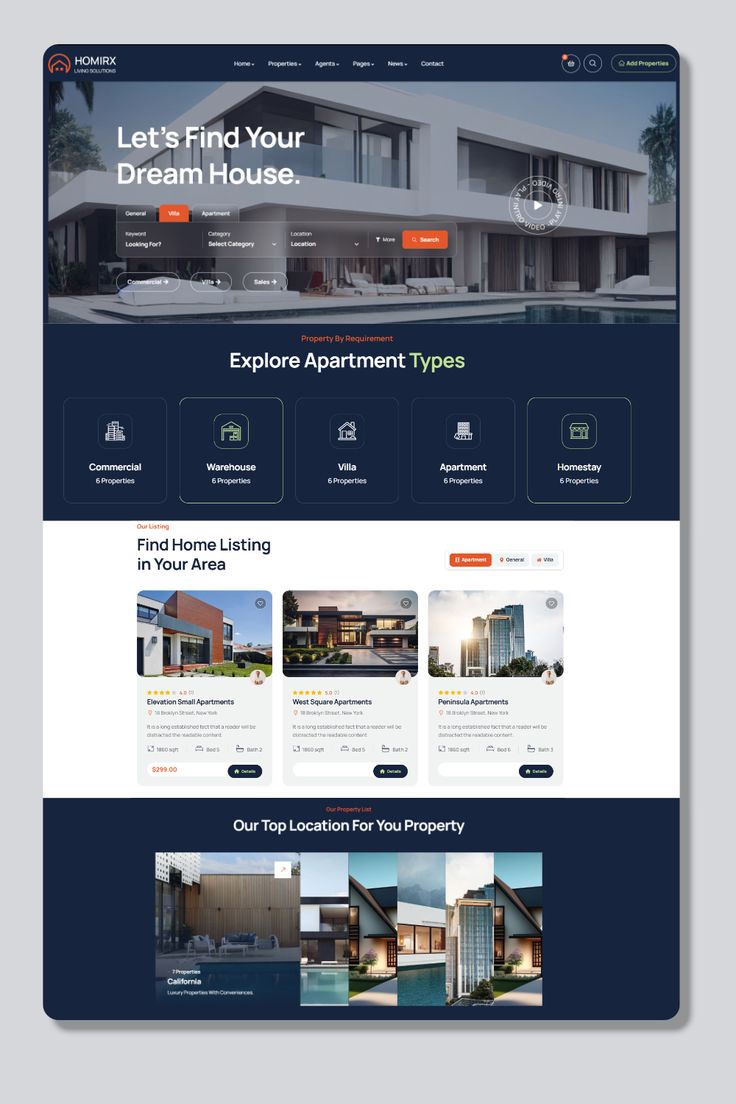 HOMIRX
LIVING SOLUTIONS
Home
Properties
Agents
Pages
News
Contact
0
Add Properties
Let's Find Your
Dream House.
PLAY INTRO VIDEO - PLAY INTRO VIDEO -
General
Villa
Apartment
Keyword
Looking For?
Category
Select Category
Location
Location
More
Search
Commercial
Villa
Sales
Property By Requirement
Explore Apartment Types
Commercial
6 Properties
Warehouse
6 Properties
Villa
6 Properties
Apartment
6 Properties
Homestay
6 Properties
Our Listing
Find Home Listing
in Your Area
Apartment
General
Villa
4.0 (1)
Elevation Small Apartments
18 Broklyn Street, New York
It is a long established fact that a reader will be
distracted the readable content
1860 sqft
Bed 5
Bath 2
$299.00
Details
5.0 (1)
West Square Apartments
18 Broklyn Street, New York
It is a long established fact that a reader will be
distracted the readable content
1860 sqft
Bed 5
Bath 2
Details
4.0 (1)
Peninsula Apartments
18 Broklyn Street, New York
It is a long established fact that a reader will be
distracted the readable content.
1860 sqft
Bed 6
Bath 3
Details
Our Property List
Our Top Location For You Property
7 Properties
California
Luxury Properties With Conveniences.